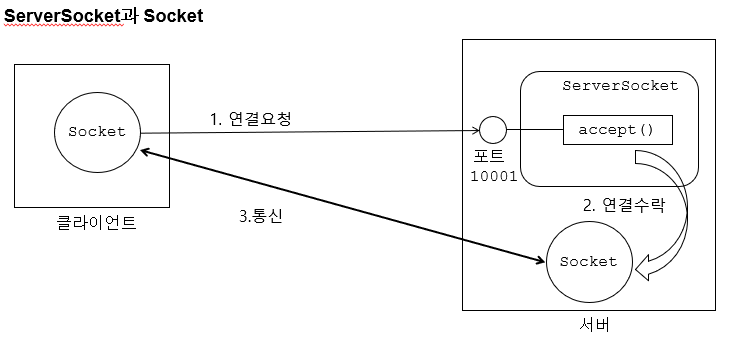 ServerSocket과 Socket
ServerSocket
Socket
1. 연결요청
accept()
포트
10001
2. 연결수락
클라이언트
3.통신
Socket
서버